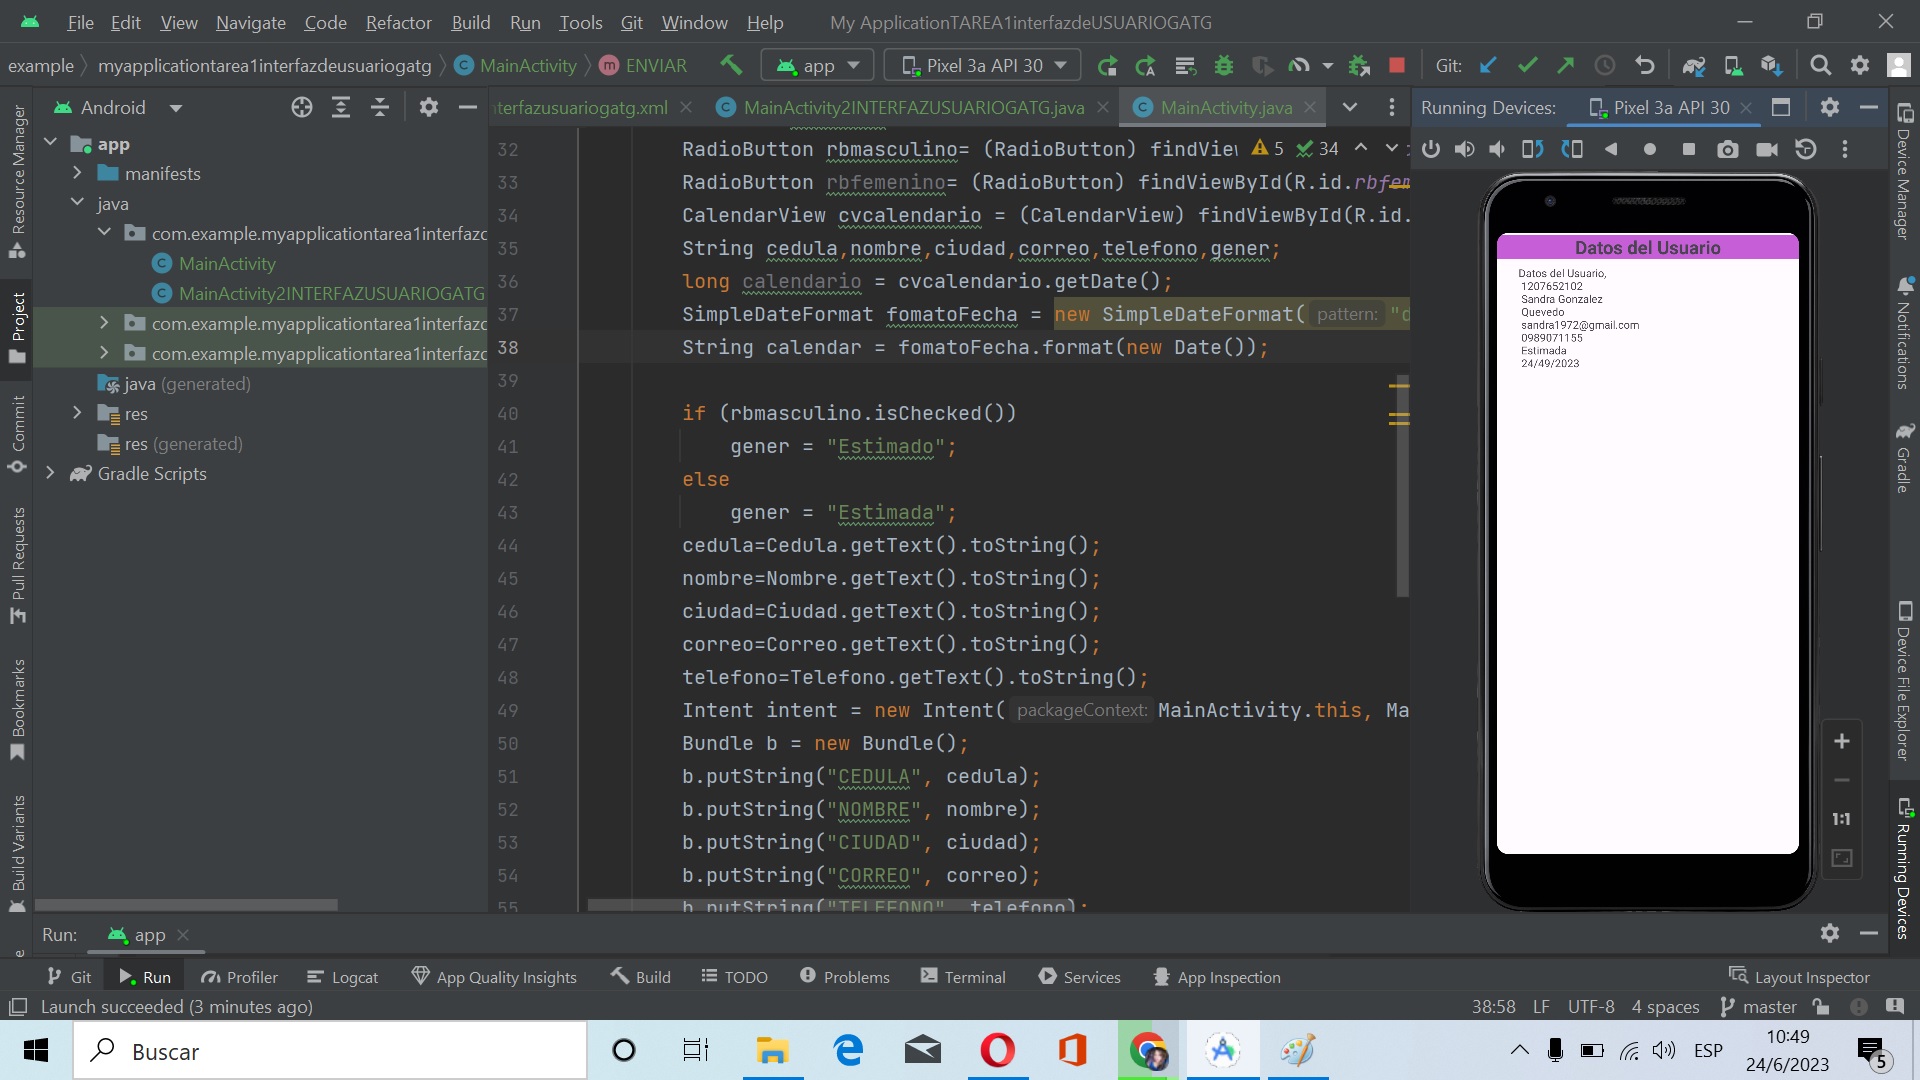 File Edit View Navigate Code Refactor Build Run Tools Git Window Help My ApplicationTAREA1interfazdeUSUARIOGATG
example myapplicationtarea1interfazdeusuariogatg MainActivity ENVIAR app Pixel 3a API 30 Git:
Android
nterfazusuariogatg.xml MainActivity2INTERFAZUSUARIOGATG.java MainActivity.java
Running Devices: Pixel 3a API 30
Resource Manager
Project
Commit
Pull Requests
Bookmarks
Build Variants
app
manifests
java
com.example.myapplicationtarea1interfazc
MainActivity
MainActivity2INTERFAZUSUARIOGATG
com.example.myapplicationtarea1interfazc
com.example.myapplicationtarea1interfazc
java (generated)
res
res (generated)
Gradle Scripts
5 34
32 RadioButton rbmasculino= (RadioButton) findVie
33 RadioButton rbfemenino= (RadioButton) findViewById(R.id.rbfem
34 CalendarView cvcalendario = (CalendarView) findViewById(R.id.
35 String cedula,nombre,ciudad,correo,telefono,gener;
36 long calendario = cvcalendario.getDate();
37 SimpleDateFormat fomatoFecha = new SimpleDateFormat( pattern: "d
38 String calendar = fomatoFecha.format(new Date());
39
40 if (rbmasculino.isChecked())
41 gener = "Estimado";
42 else
43 gener = "Estimada";
44 cedula=Cedula.getText().toString();
45 nombre=Nombre.getText().toString();
46 ciudad=Ciudad.getText().toString();
47 correo=Correo.getText().toString();
48 telefono=Telefono.getText().toString();
49 Intent intent = new Intent( packageContext: MainActivity.this, Ma
50 Bundle b = new Bundle();
51 b.putString("CEDULA", cedula);
52 b.putString("NOMBRE", nombre);
53 b.putString("CIUDAD", ciudad);
54 b.putString("CORREO", correo);
55 b.putString("TELEFONO", telefono);
Datos del Usuario
Datos del Usuario,
1207652102
Sandra Gonzalez
Quevedo
sandra1972@gmail.com
0989071155
Estimada
24/49/2023
1:1
Device Manager
Notifications
Gradle
Device File Explorer
Running Devices
Run: app
Git Run Profiler Logcat App Quality Insights Build TODO Problems Terminal Services App Inspection Layout Inspector
Launch succeeded (3 minutes ago) 38:58 LF UTF-8 4 spaces master
Buscar
ESP
10:49
24/6/2023
5